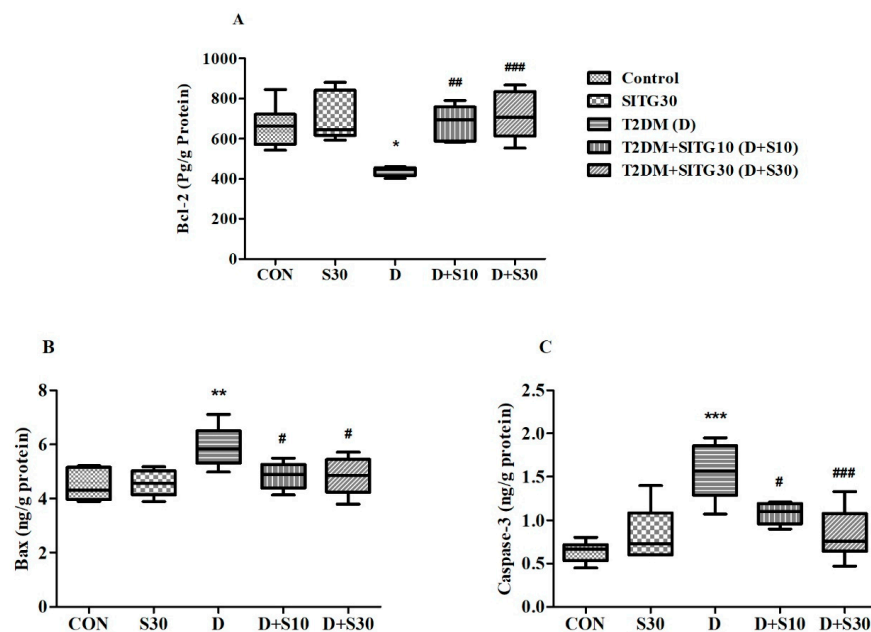 A
Bcl-2 (Pg/g Protein)
1000
800
600
400
200
0
*
##
###
CON S30 D D+S10 D+S30
Control
SITG30
T2DM (D)
T2DM+SITG10 (D+S10)
T2DM+SITG30 (D+S30)
B
Bax (ng/g protein)
8
6
4
2
0
**
#
#
CON S30 D D+S10 D+S30
C
Caspase-3 (ng/g protein)
2.5
2.0
1.5
1.0
0.5
0.0
***
#
###
CON S30 D D+S10 D+S30